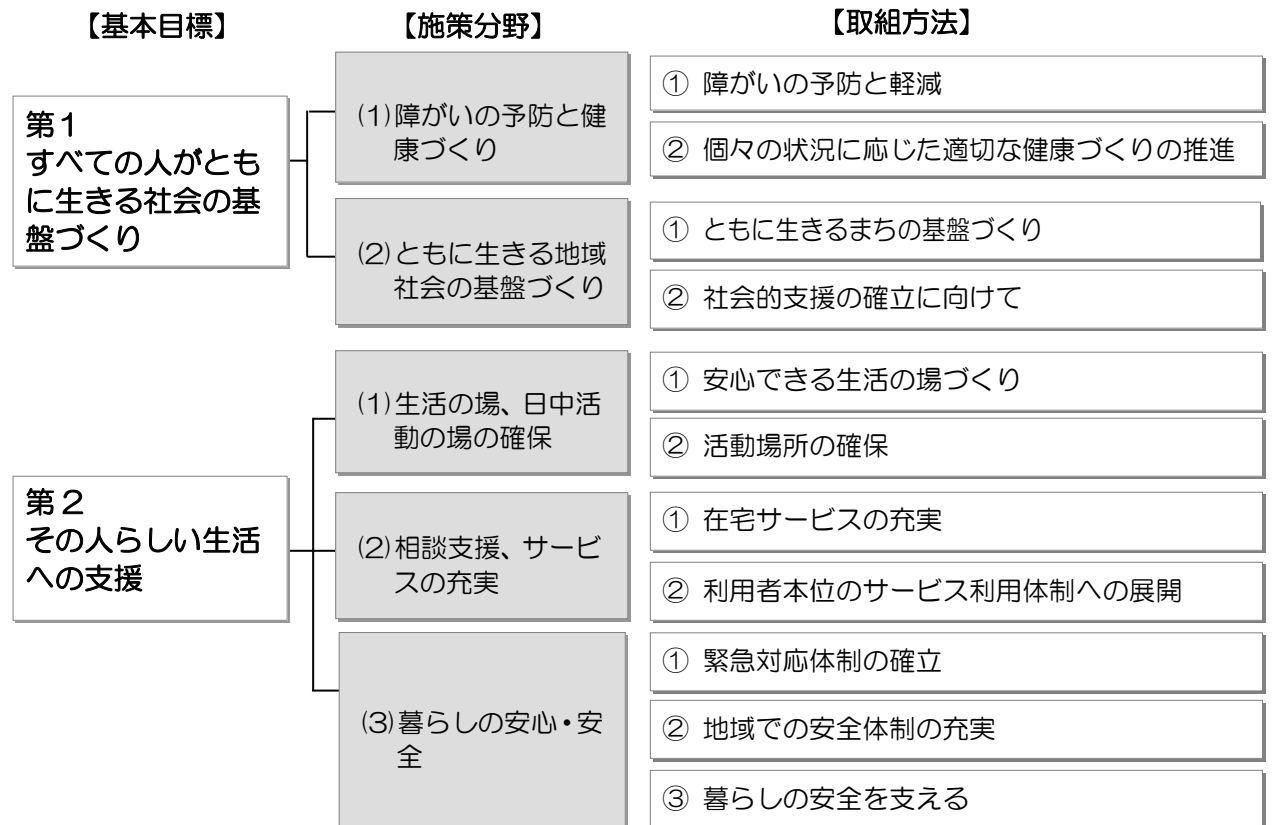 【基本目標】
【施策分野】
【取組方法】
第1
すべての人がとも
に生きる社会の基
盤づくり
(1)障がいの予防と健
康づくり
① 障がいの予防と軽減
② 個々の状況に応じた適切な健康づくりの推進
(2)ともに生きる地域
社会の基盤づくり
① ともに生きるまちの基盤づくり
② 社会的支援の確立に向けて
第2
その人らしい生活
への支援
(1)生活の場、日中活
動の場の確保
① 安心できる生活の場づくり
② 活動場所の確保
(2)相談支援、サービ
スの充実
① 在宅サービスの充実
② 利用者本位のサービス利用体制への展開
(3)暮らしの安心・安
全
① 緊急対応体制の確立
② 地域での安全体制の充実
③ 暮らしの安全を支える